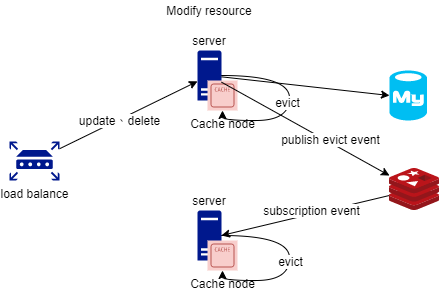 Modify resource
server
CACHE
evict
My
Cache node
update、delete
publish evict event
load balance
server
subscription event
CACHE
evict
Cache node